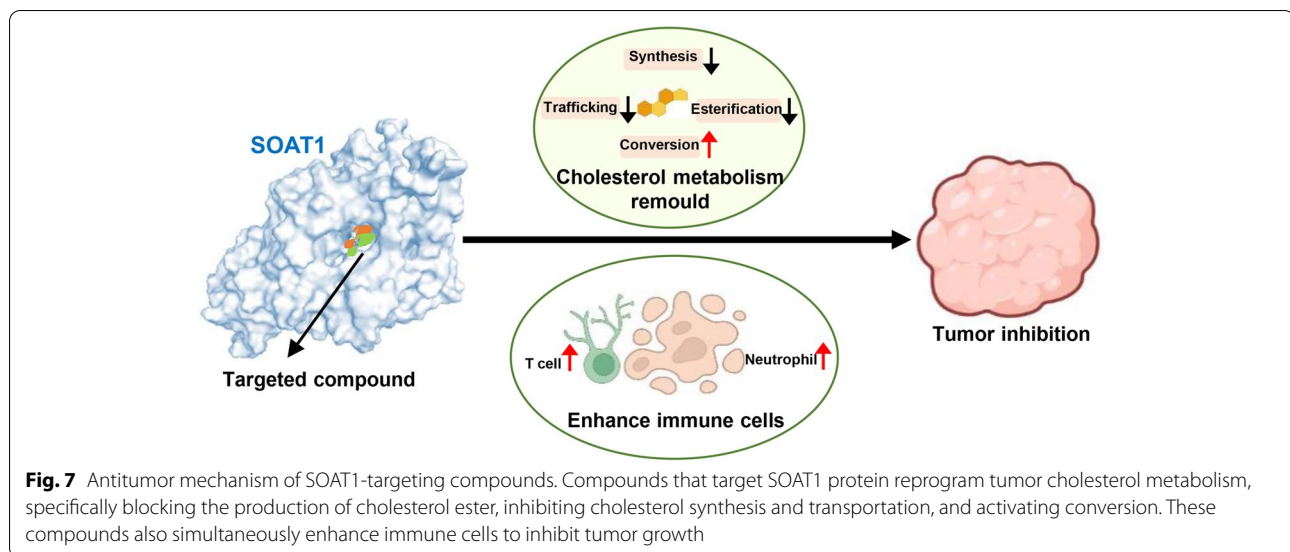 Synthesis
Trafficking
Esterification
Conversion
Cholesterol metabolism
remould
SOAT1
Targeted compound
T cell
Neutrophil
Enhance immune cells
Tumor inhibition
Fig. 7 Antitumor mechanism of SOAT1-targeting compounds. Compounds that target SOAT1 protein reprogram tumor cholesterol metabolism,
specifically blocking the production of cholesterol ester, inhibiting cholesterol synthesis and transportation, and activating conversion. These
compounds also simultaneously enhance immune cells to inhibit tumor growth